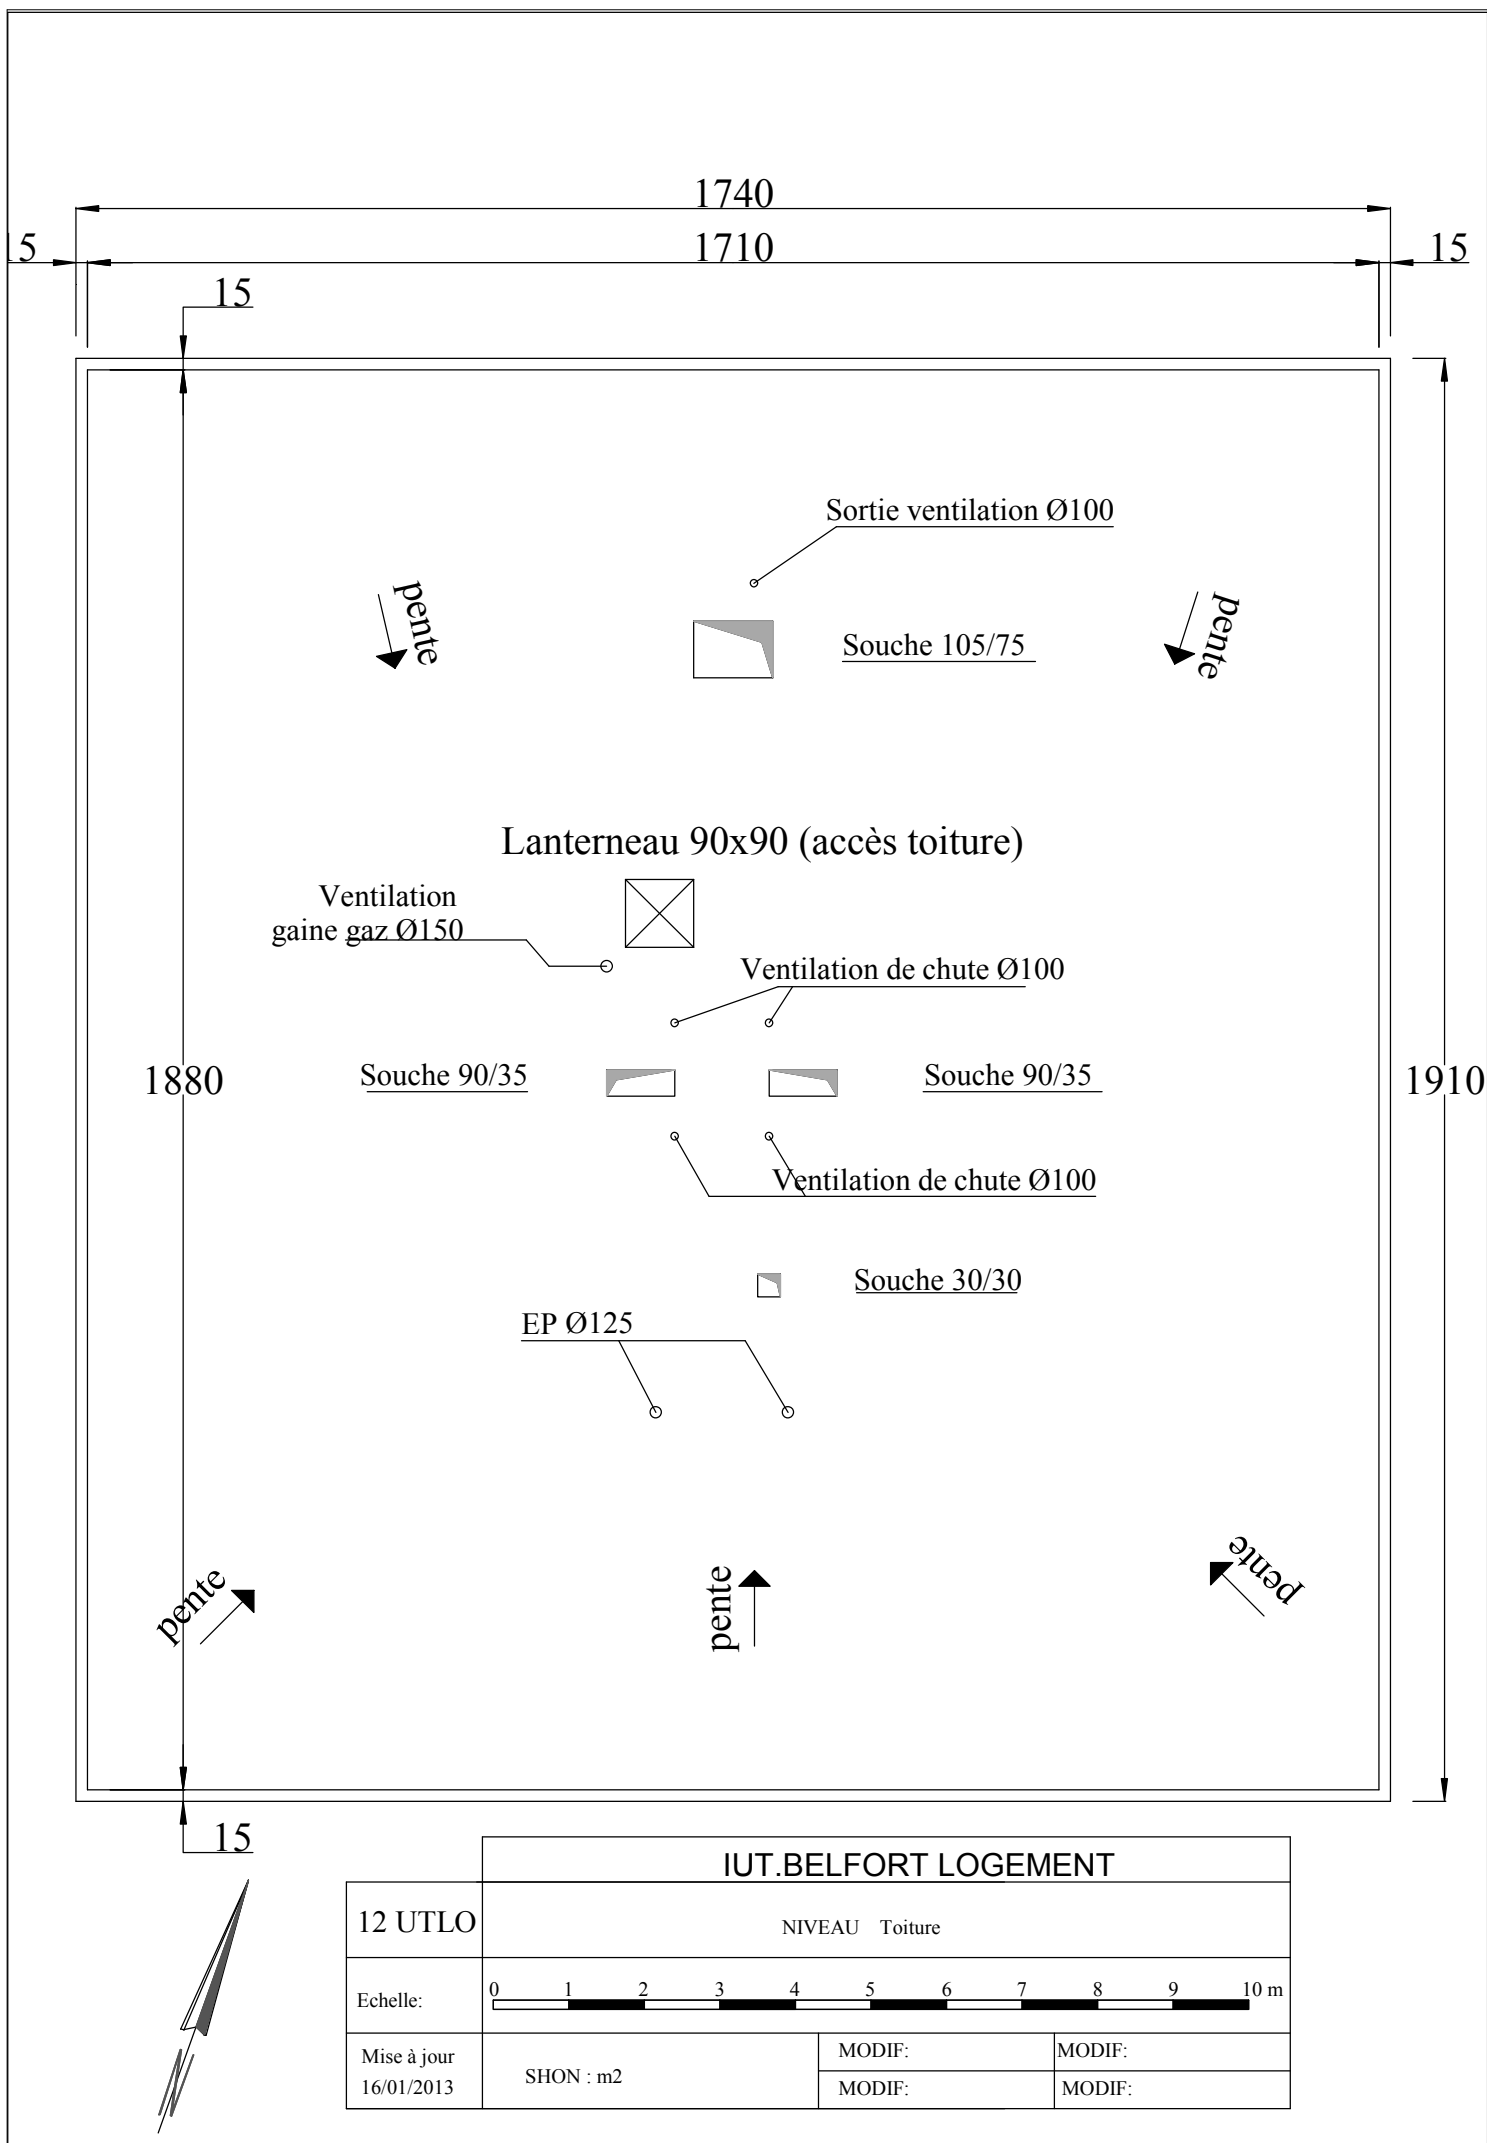 1740
15
1710
15
15
Sortie ventilation Ø100
pente
pente
Souche 105/75
Lanterneau 90x90 (accès toiture)
Ventilation
gaine gaz Ø150
Ventilation de chute Ø100
1880
Souche 90/35
Souche 90/35
1910
Ventilation de chute Ø100
Souche 30/30
EP Ø125
pente
pente
pente
15
IUT.BELFORT LOGEMENT
12 UTLO
NIVEAU Toiture
Echelle:
0 1 2 3 4 5 6 7 8 9 10 m
Mise à jour
16/01/2013
SHON : m2
MODIF:
MODIF:
MODIF:
MODIF:
N